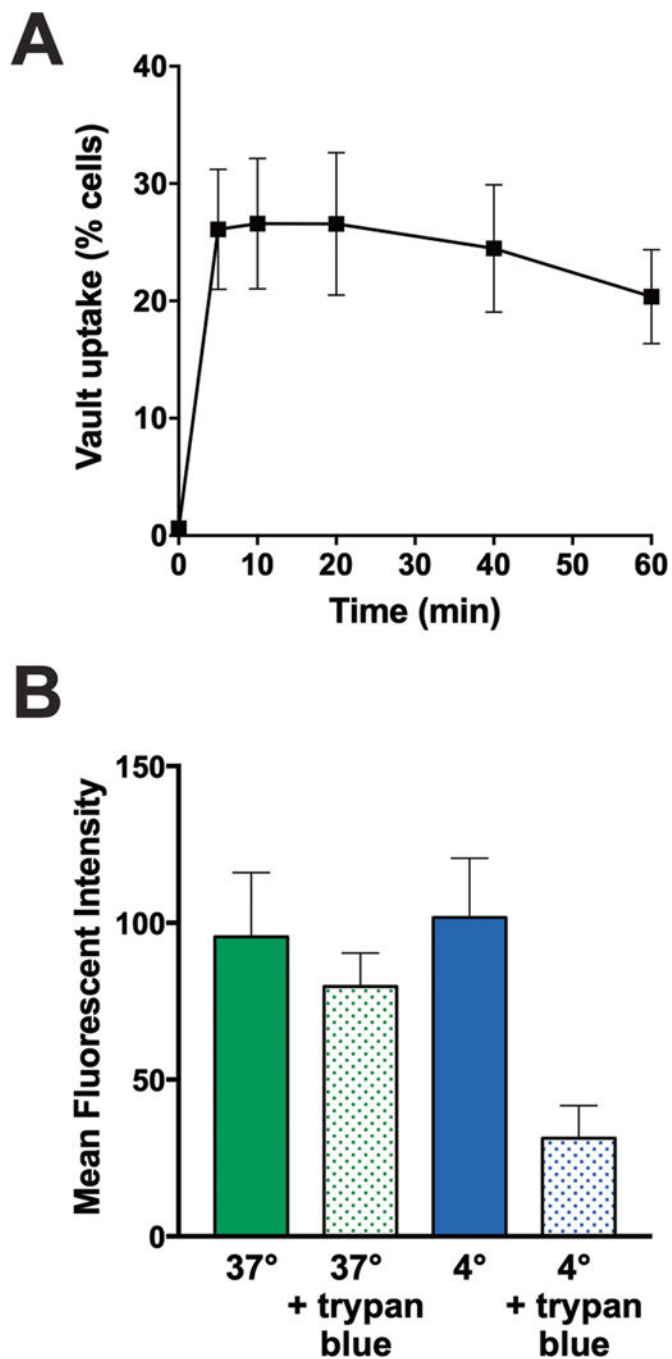 A
Vault uptake (% cells)
40
30
20
10
0
0 10 20 30 40 50 60
Time (min)
B
Mean Fluorescent Intensity
150
100
50
0
37° 37° 4° 4°
+ trypan + trypan
blue blue